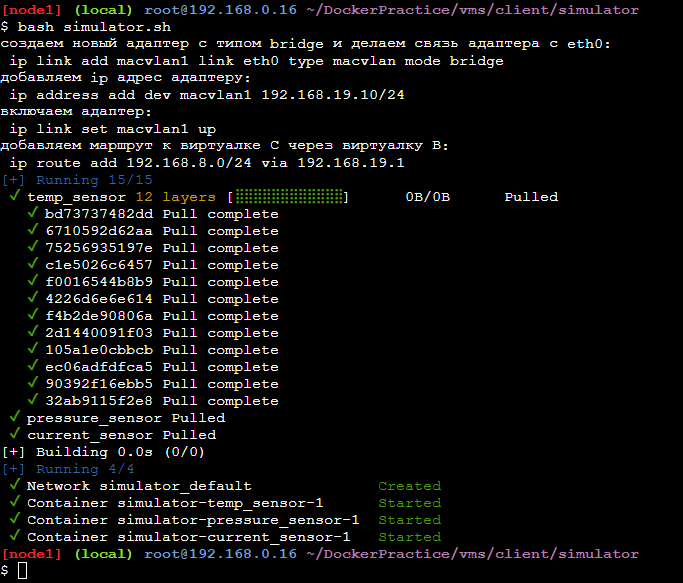 [node1] (local) root@192.168.0.16 ~/DockerPractice/vms/client/simulator
$ bash simulator.sh
создаем новый адаптер с типом bridge и делаем связь адаптера с eth0:
ip link add macvlan1 link eth0 type macvlan mode bridge
добавляем ip адрес адаптеру:
ip address add dev macvlan1 192.168.19.10/24
включаем адаптер:
ip link set macvlan1 up
добавляем маршрут к виртуалке C через виртуалку B:
ip route add 192.168.8.0/24 via 192.168.19.1
[+] Running 15/15
✔ temp_sensor 12 layers [⣿⣿⣿⣿⣿⣿⣿⣿⣿⣿⣿⣿] 0B/0B Pulled
✔ bd73737482dd Pull complete
✔ 6710592d62aa Pull complete
✔ 75256935197e Pull complete
✔ c1e5026c6457 Pull complete
✔ f0016544b8b9 Pull complete
✔ 4226d6e6e614 Pull complete
✔ f4b2de90806a Pull complete
✔ 2d1440091f03 Pull complete
✔ 105a1e0cbbcb Pull complete
✔ ec06adfdfca5 Pull complete
✔ 90392f16ebb5 Pull complete
✔ 32ab9115f2e8 Pull complete
✔ pressure_sensor Pulled
✔ current_sensor Pulled
[+] Building 0.0s (0/0)
[+] Running 4/4
✔ Network simulator_default Created
✔ Container simulator-temp_sensor-1 Started
✔ Container simulator-pressure_sensor-1 Started
✔ Container simulator-current_sensor-1 Started
[node1] (local) root@192.168.0.16 ~/DockerPractice/vms/client/simulator
$